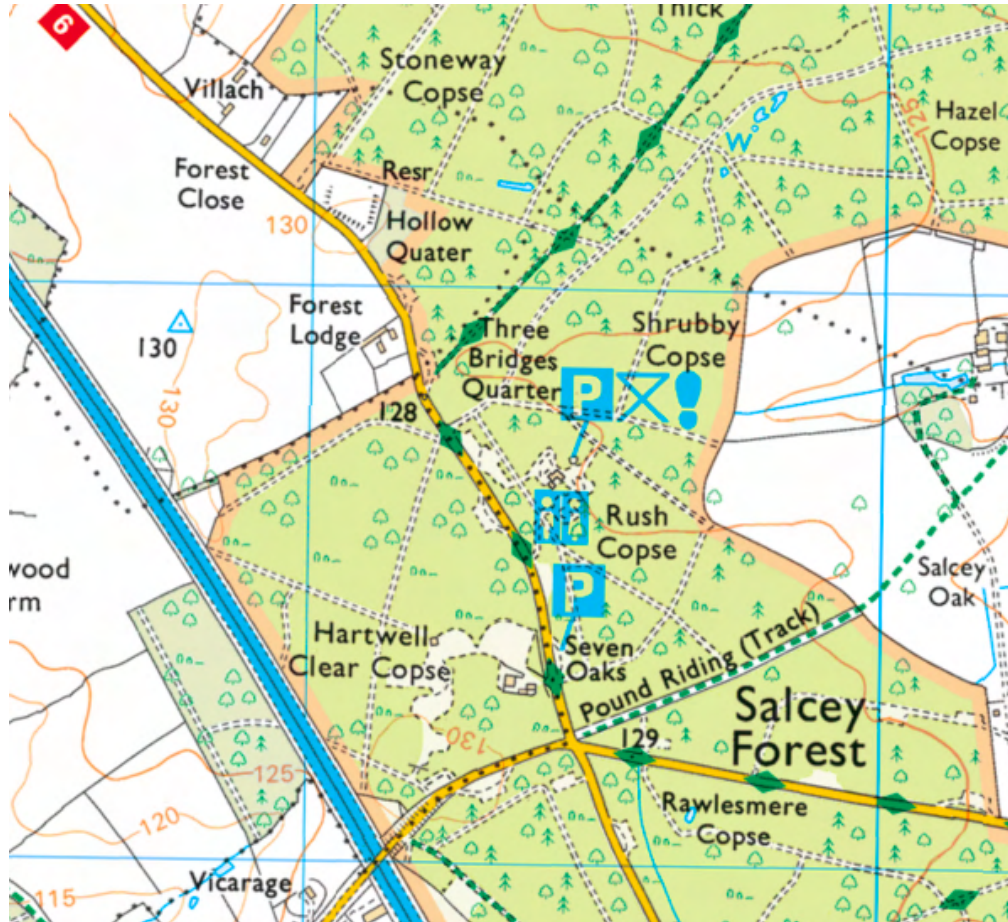 6
Thick
Villach
Stoneway
Copse
125
Hazel
Copse
W
Forest
Close
Resr
130
Hollow
Quater
Forest
Lodge
130
130
Three
Bridges
Quarter
Shrubby
Copse
P
128
Rush
Copse
wood
rm
Salcey
Oak
P
Hartwell
Clear Copse
Seven
Oaks
Pound Riding (Track)
Salcey
Forest
130
129
125
120
Rawlesmere
Copse
115
Vicarage